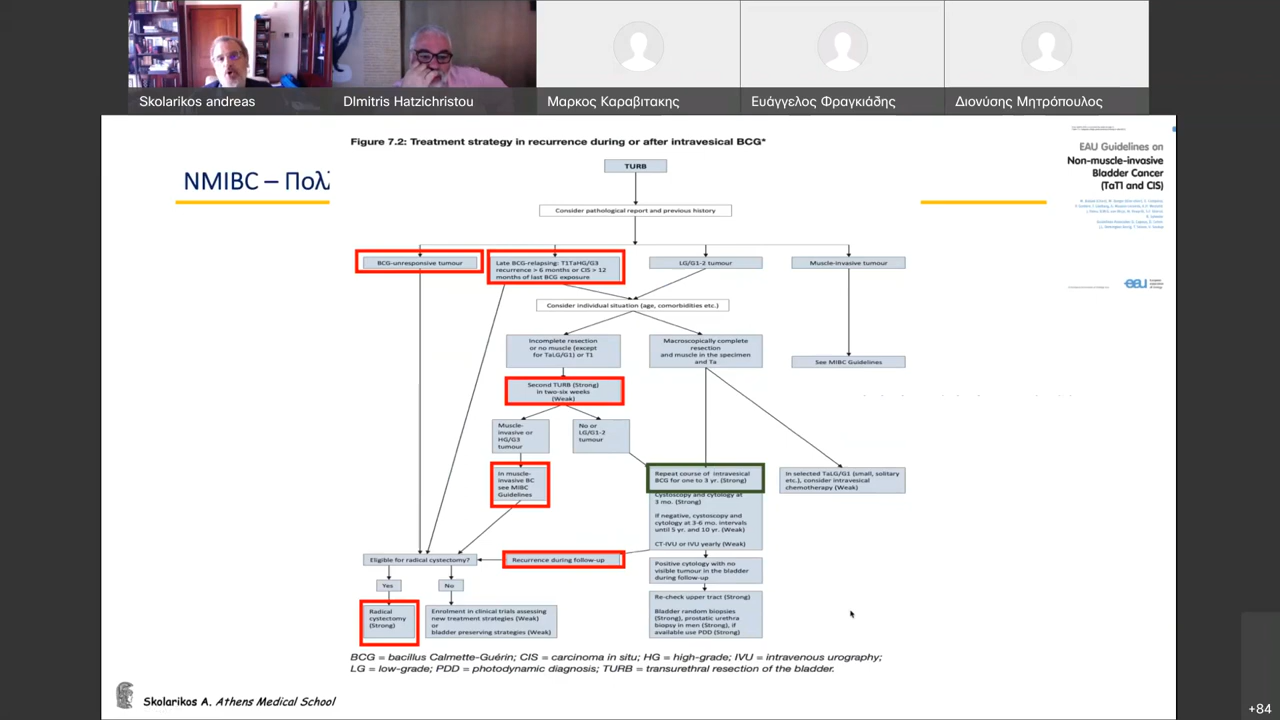 Skolarikos andreas
DImitris Hatzichristou
Μαρκος Καραβιτακης
Ευάγγελος Φραγκιάδης
Διονύσης Μητρόπουλος
Figure 7.2: Treatment strategy in recurrence during or after intravesical BCG*
EAU Guidelines on
Non-muscle-invasive
Bladder Cancer
(TaT1 and CIS)
eau
NMIBC – Πολ
TURB
Consider pathological report and previous history
BCG-unresponsive tumour
Late BCG-relapsing: T1TaHG/G3
recurrence > 6 months or CIS > 12
months of last BCG exposure
LG/G1-2 tumour
Muscle-invasive tumour
Consider individual situation (age, comorbidities etc.)
Incomplete resection
or no muscle (except
for TaLG/G1) or T1
Macroscopically complete
resection
and muscle in the specimen
and Ta
See MIBC Guidelines
Second TURB (Strong)
in two-six weeks
(Weak)
Muscle-
invasive or
HG/G3
tumour
No or
LG/G1-2
tumour
In muscle-
invasive BC
see MIBC
Guidelines
Repeat course of intravesical
BCG for one to 3 yr. (Strong)
Cystoscopy and cytology at
3 mo. (Strong)
If negative, cystoscopy and
cytology at 3-6 mo. intervals
until 5 yr. and 10 yr. (Weak)
CT-IVU or IVU yearly (Weak)
In selected TaLG/G1 (small, solitary
etc.), consider intravesical
chemotherapy (Weak)
Eligible for radical cystectomy?
Recurrence during follow-up
Positive cytology with no
visible tumour in the bladder
during follow-up
Yes
No
Radical
cystectomy
(Strong)
Enrolment in clinical trials assessing
new treatment strategies (Weak)
or
bladder preserving strategies (Weak)
Re-check upper tract (Strong)
Bladder random biopsies
(Strong), prostatic urethra
biopsy in men (Strong), if
available use PDD (Strong)
BCG = bacillus Calmette-Guérin; CIS = carcinoma in situ; HG = high-grade; IVU = intravenous urography;
LG = low-grade; PDD = photodynamic diagnosis; TURB = transurethral resection of the bladder.
Skolarikos A. Athens Medical School
+84